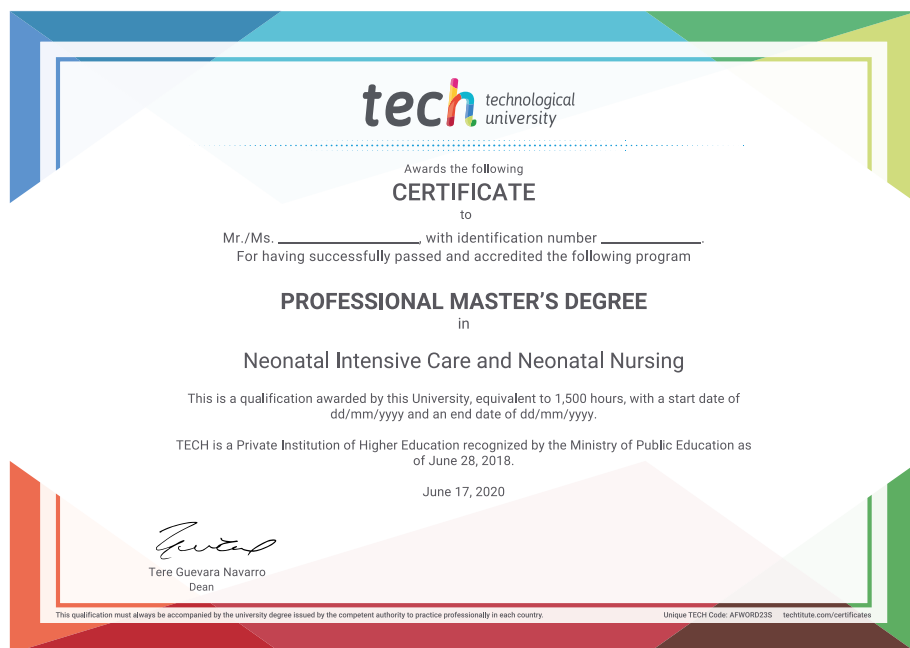 tech technological
university
Awards the following
CERTIFICATE
to
Mr./Ms. ____________________, with identification number ______________.
For having successfully passed and accredited the following program
PROFESSIONAL MASTER'S DEGREE
in
Neonatal Intensive Care and Neonatal Nursing
This is a qualification awarded by this University, equivalent to 1,500 hours, with a start date of
dd/mm/yyyy and an end date of dd/mm/yyyy.
TECH is a Private Institution of Higher Education recognized by the Ministry of Public Education as
of June 28, 2018.
June 17, 2020
Tere Guevara Navarro
Dean
This qualification must always be accompanied by the university degree issued by the competent authority to practice professionally in each country. Unique TECH Code: AFWORD23S techtitute.com/certificates